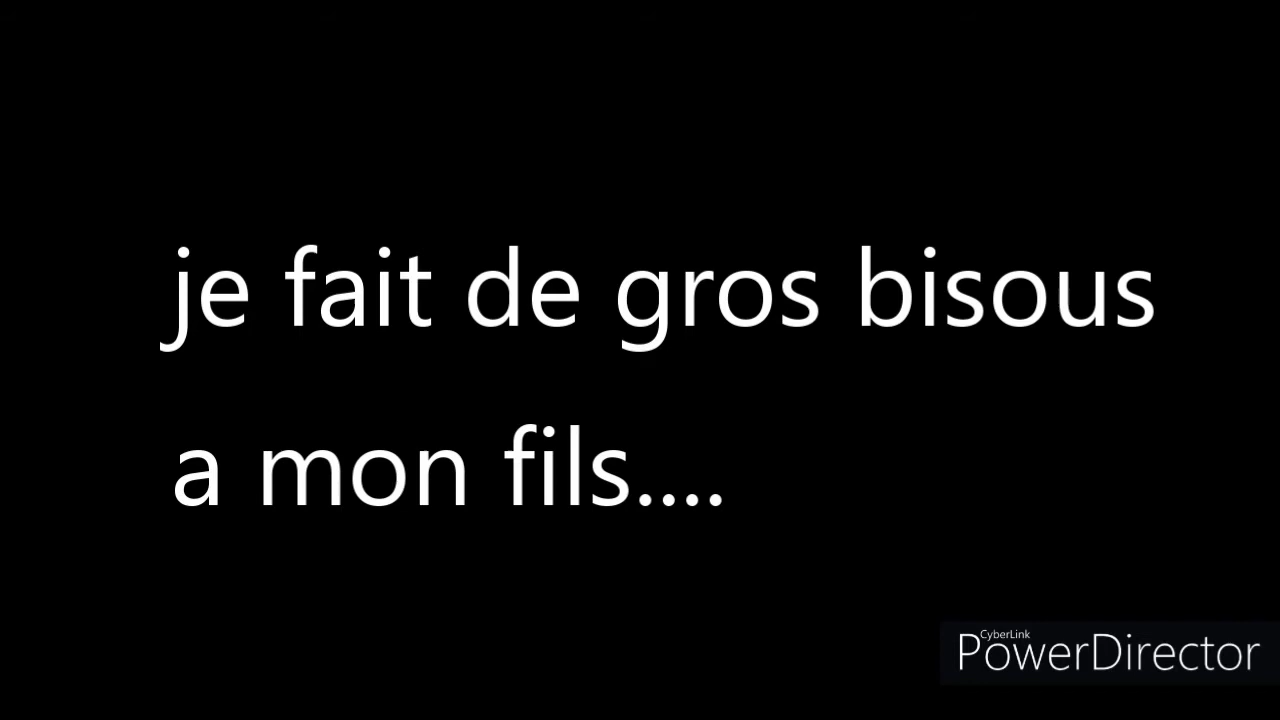 je fait de gros bisous
a mon fils....
CyberLink
PowerDirector